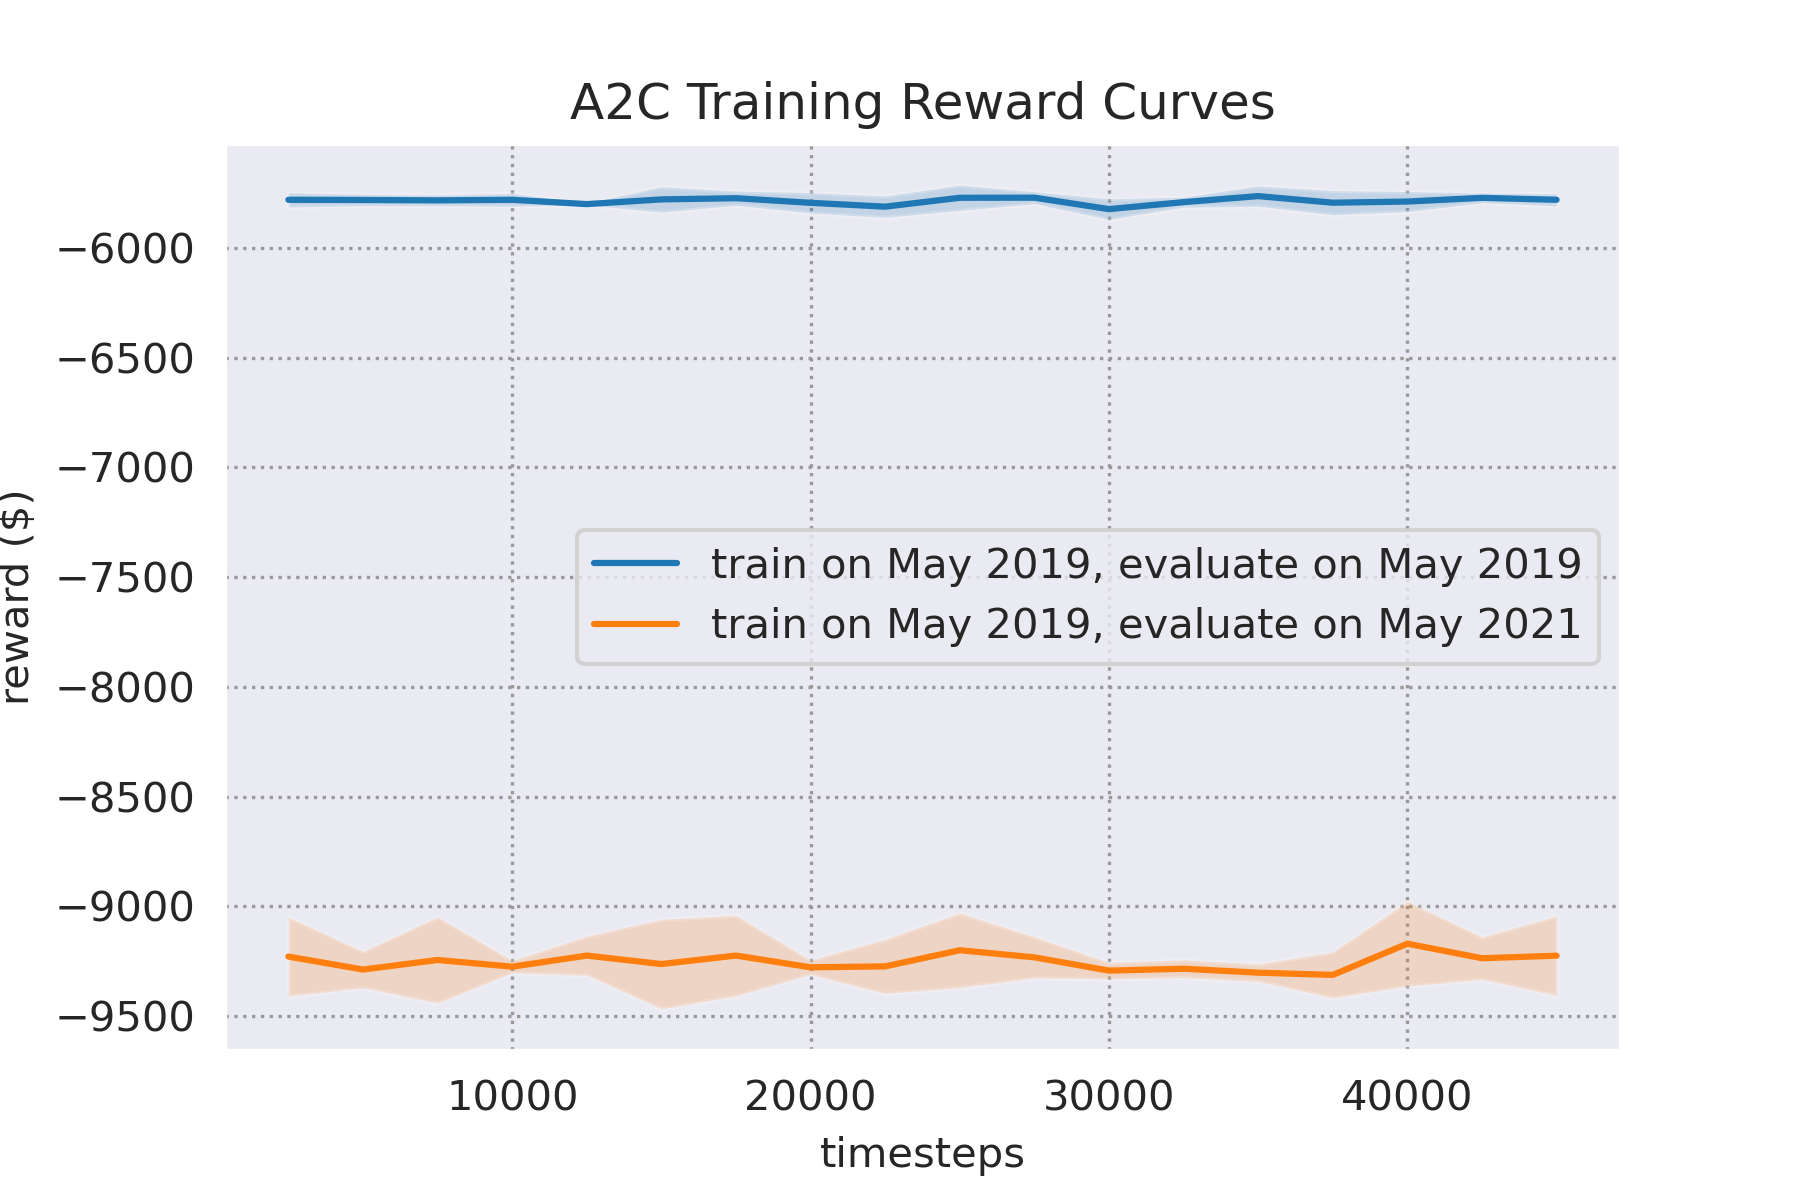 A2C Training Reward Curves
reward ($)
−6000
−6500
−7000
−7500
−8000
−8500
−9000
−9500
train on May 2019, evaluate on May 2019
train on May 2019, evaluate on May 2021
10000 20000 30000 40000
timesteps